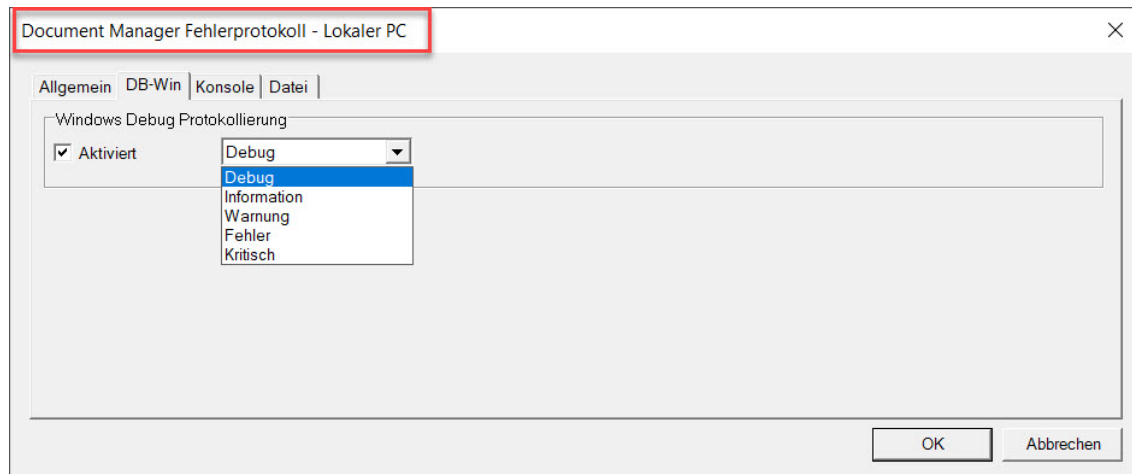 Document Manager Fehlerprotokoll - Lokaler PC
Allgemein DB-Win Konsole Datei
Windows Debug Protokollierung
Aktiviert Debug
Debug
Information
Warnung
Fehler
Kritisch
OK Abbrechen